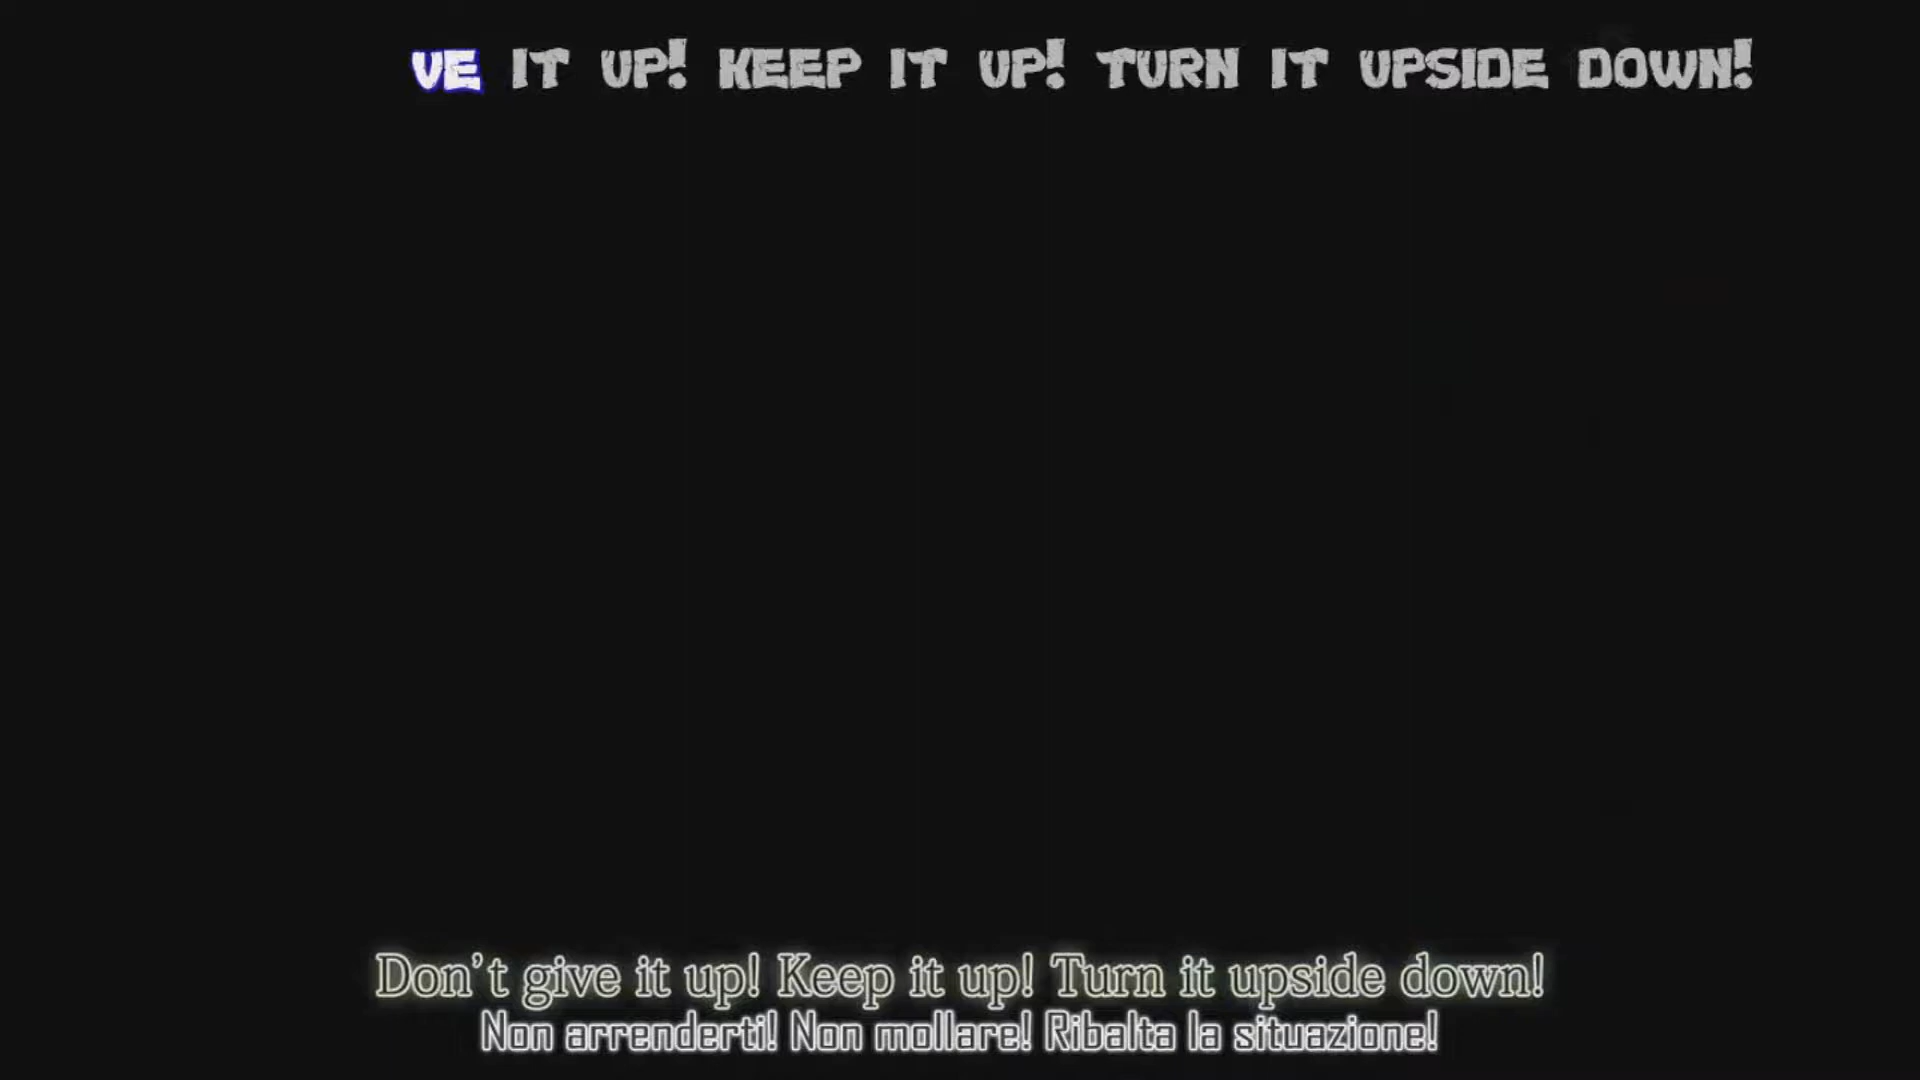 VE IT UP! KEEP IT UP! TURN IT UPSIDE DOWN!
Don't give it up! Keep it up! Turn it upside down!
Non arrenderti! Non mollare! Ribalta la situazione!